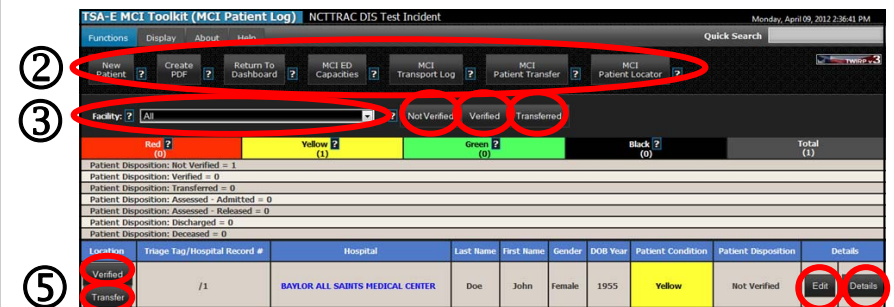 TSA-E MCI Toolkit (MCI Patient Log) NCTTRAC DIS Test Incident Monday, April 09, 2012 2:36:41 PM
Functions Display About Help Quick Search
② New Patient ? Create PDF ? Return To Dashboard ? MCI ED Capacities ? MCI Transport Log ? MCI Patient Transfer ? MCI Patient Locator ? TWIRP v.3
③ Facility: ? All ? Not Verified Verified Transferred
Red ? Yellow ? Green ? Black ? Total
(0) (1) (0) (0) (1)
Patient Disposition: Not Verified = 1
Patient Disposition: Verified = 0
Patient Disposition: Transferred = 0
Patient Disposition: Assessed - Admitted = 0
Patient Disposition: Assessed - Released = 0
Patient Disposition: Discharged = 0
Patient Disposition: Deceased = 0
Location Triage Tag/Hospital Record # Hospital Last Name First Name Gender DOB Year Patient Condition Patient Disposition Details
⑤ Verified Transfer /1 BAYLOR ALL SAINTS MEDICAL CENTER Doe John Female 1955 Yellow Not Verified Edit Details